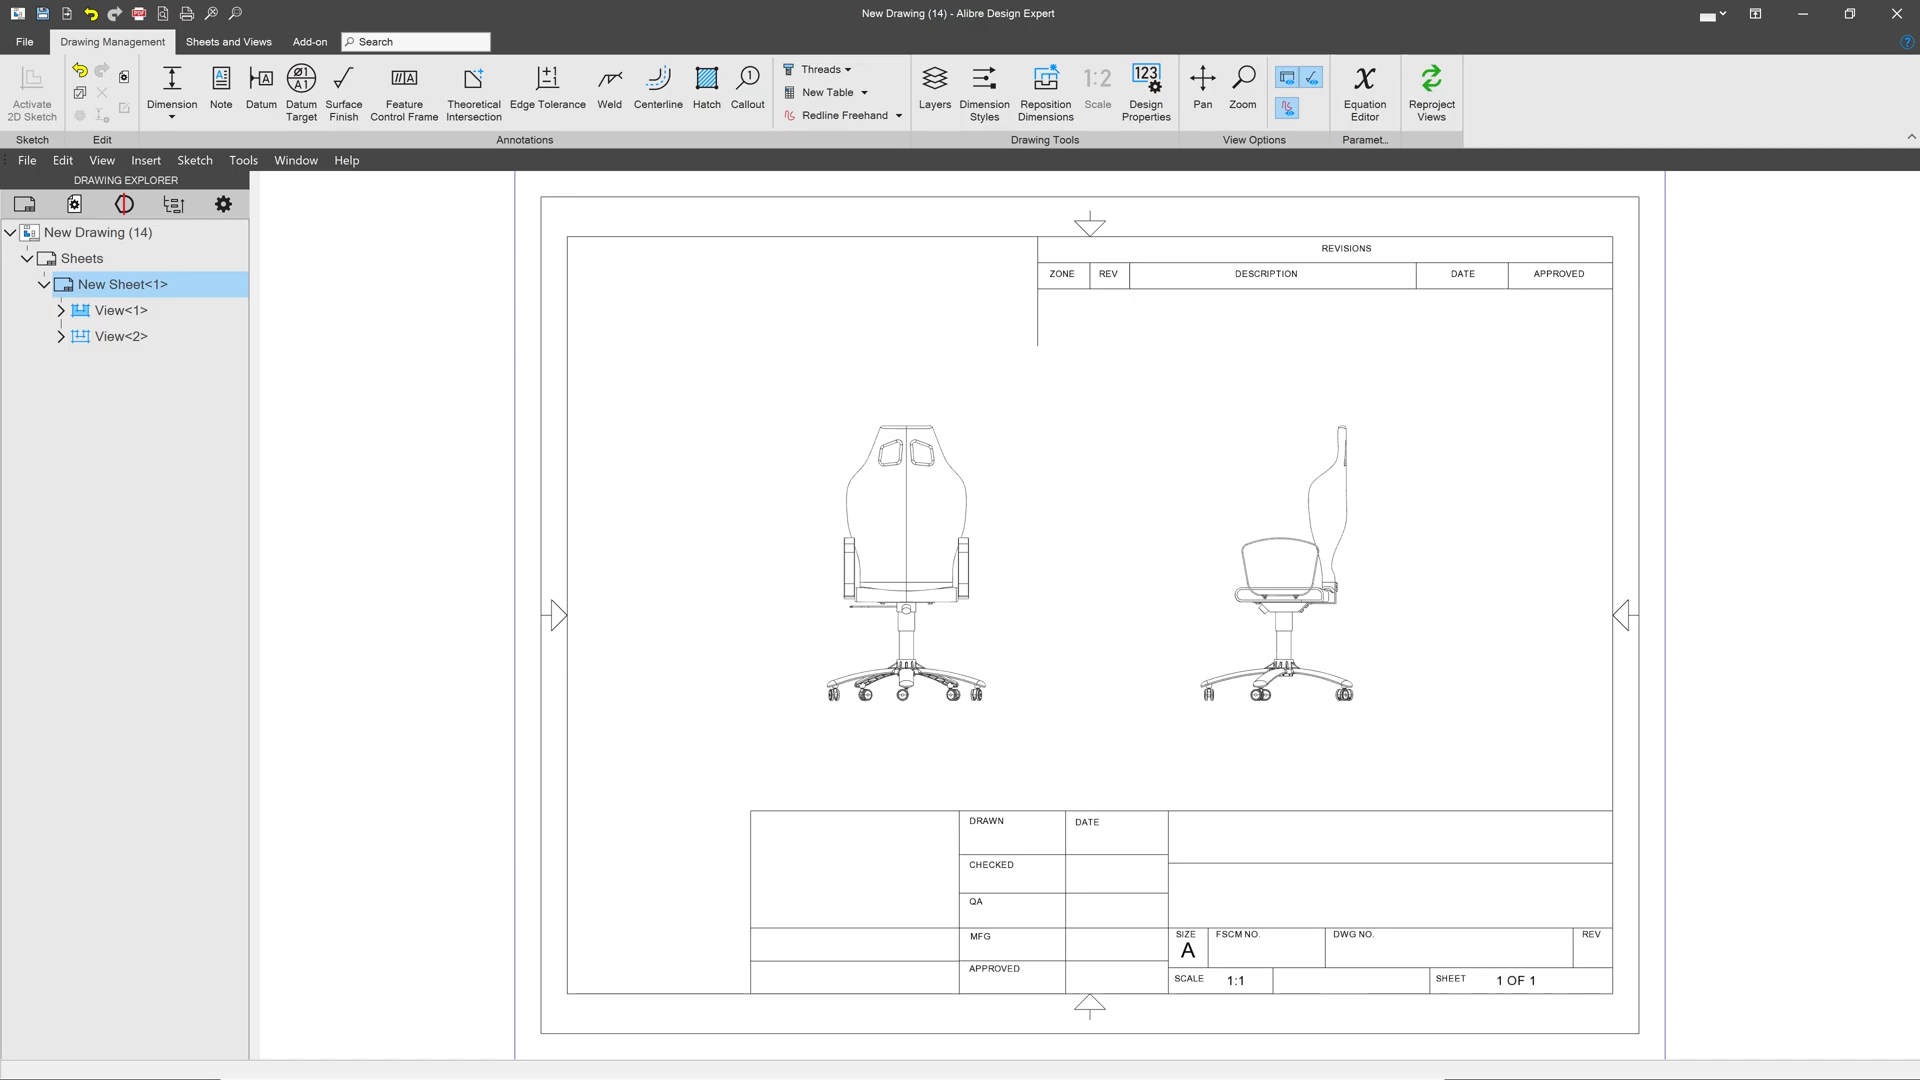 New Drawing (14) - Alibre Design Expert
File Drawing Management Sheets and Views Add-on Search
Activate 2D Sketch
Dimension
Note
Datum
Datum Target
Surface Finish
Feature Control Frame
Theoretical Intersection
Edge Tolerance
Weld
Centerline
Hatch
Callout
Threads
New Table
Redline Freehand
Layers
Dimension Styles
Reposition Dimensions
1:2
Scale
123
Design Properties
Pan
Zoom
Equation Editor
Reproject Views
Sketch Edit Annotations Drawing Tools View Options Paramet...
File Edit View Insert Sketch Tools Window Help
DRAWING EXPLORER
New Drawing (14)
Sheets
New Sheet<1>
View<1>
View<2>
REVISIONS
ZONE REV DESCRIPTION DATE APPROVED
DRAWN DATE
CHECKED
QA
MFG
APPROVED
SIZE FSCM NO. DWG NO. REV
A
SCALE 1:1 SHEET 1 OF 1